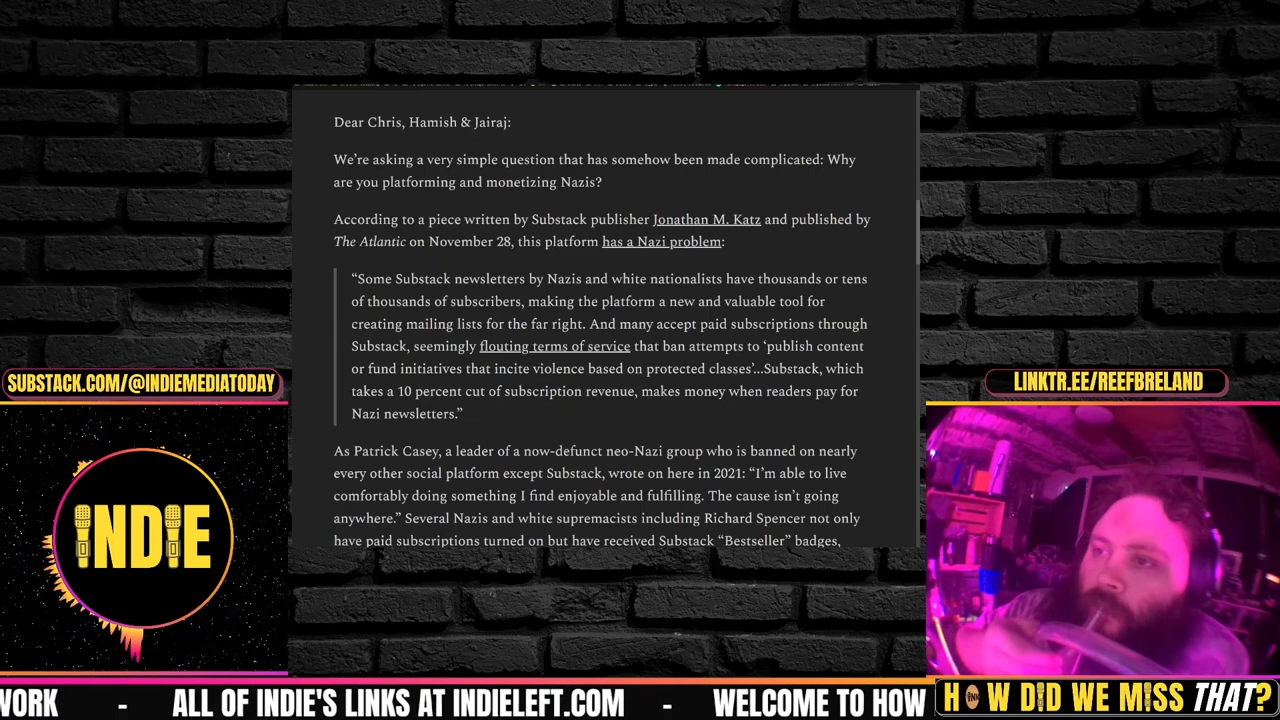 Dear Chris, Hamish & Jairaj:
We’re asking a very simple question that has somehow been made complicated: Why
are you platforming and monetizing Nazis?
According to a piece written by Substack publisher Jonathan M. Katz and published by
The Atlantic on November 28, this platform has a Nazi problem:
“Some Substack newsletters by Nazis and white nationalists have thousands or tens
of thousands of subscribers, making the platform a new and valuable tool for
creating mailing lists for the far right. And many accept paid subscriptions through
Substack, seemingly flouting terms of service that ban attempts to ‘publish content
or fund initiatives that incite violence based on protected classes’...Substack, which
takes a 10 percent cut of subscription revenue, makes money when readers pay for
Nazi newsletters.”
As Patrick Casey, a leader of a now-defunct neo-Nazi group who is banned on nearly
every other social platform except Substack, wrote on here in 2021: “I’m able to live
comfortably doing something I find enjoyable and fulfilling. The cause isn’t going
anywhere.” Several Nazis and white supremacists including Richard Spencer not only
have paid subscriptions turned on but have received Substack “Bestseller” badges,
SUBSTACK.COM/@INDIEMEDIATODAY
INDIE
LINKTR.EE/REEFBRELAND
WORK - ALL OF INDIE'S LINKS AT INDIELEFT.COM - WELCOME TO HOW
HOW DID WE MISS THAT?